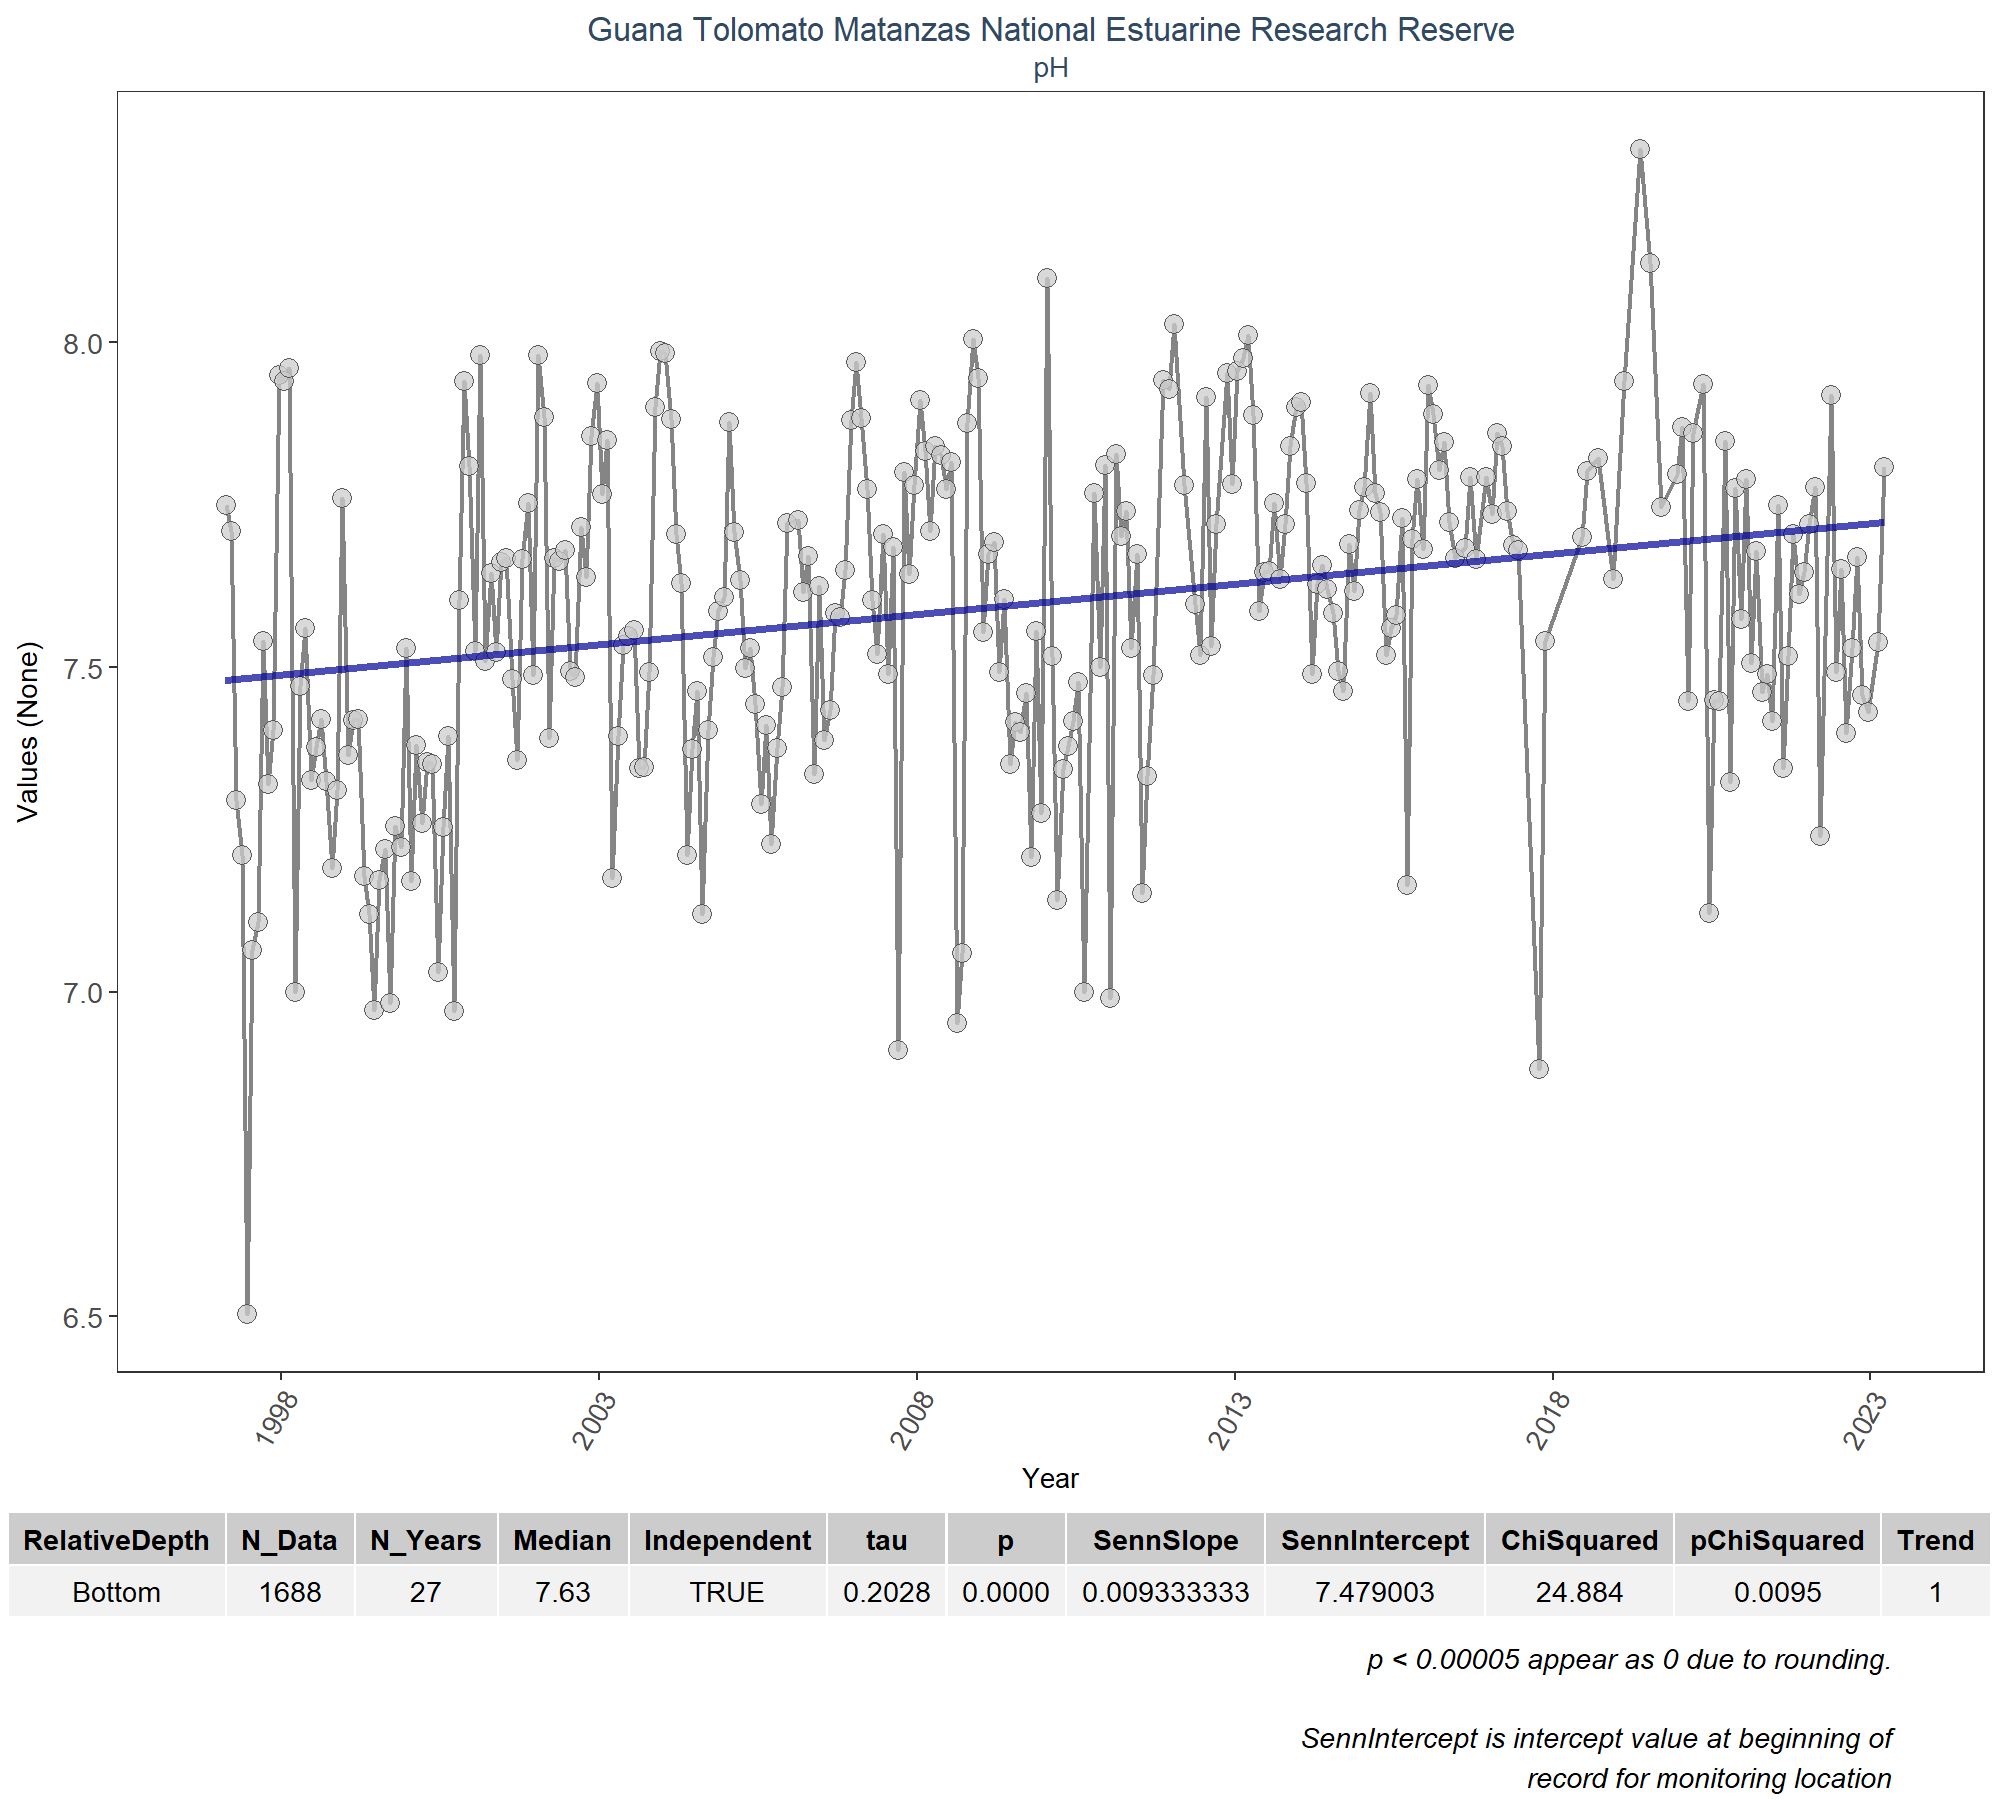 Guana Tolomato Matanzas National Estuarine Research Reserve
pH
Values (None)
8.0
7.5
7.0
6.5
1998
2003
2008
2013
2018
2023
Year
RelativeDepth N_Data N_Years Median Independent tau p SennSlope SennIntercept ChiSquared pChiSquared Trend
Bottom 1688 27 7.63 TRUE 0.2028 0.0000 0.009333333 7.479003 24.884 0.0095 1
p < 0.00005 appear as 0 due to rounding.
SennIntercept is intercept value at beginning of
record for monitoring location